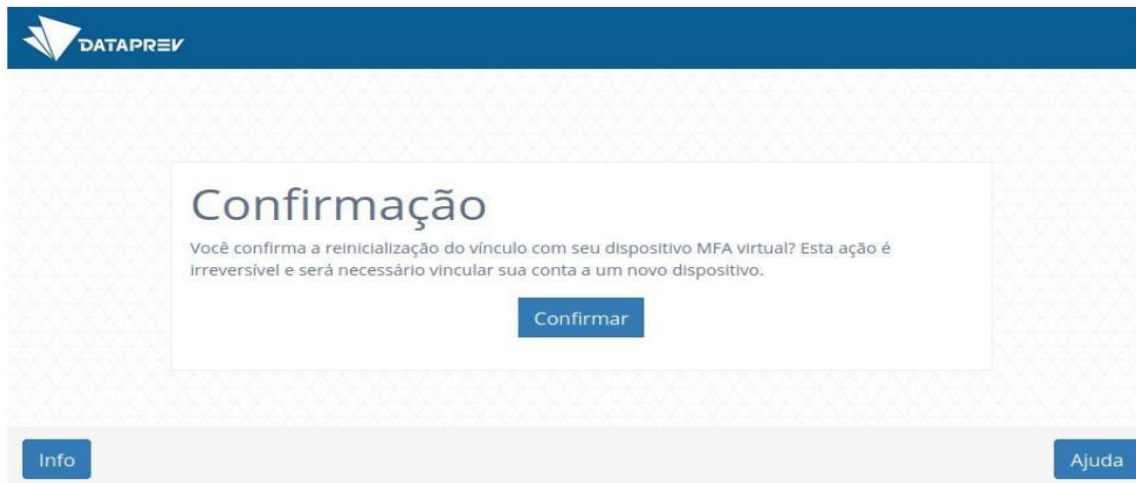 DATAPREV
Confirmação
Você confirma a reinicialização do vínculo com seu dispositivo MFA virtual? Esta ação é
irreversível e será necessário vincular sua conta a um novo dispositivo.
Confirmar
Info
Ajuda